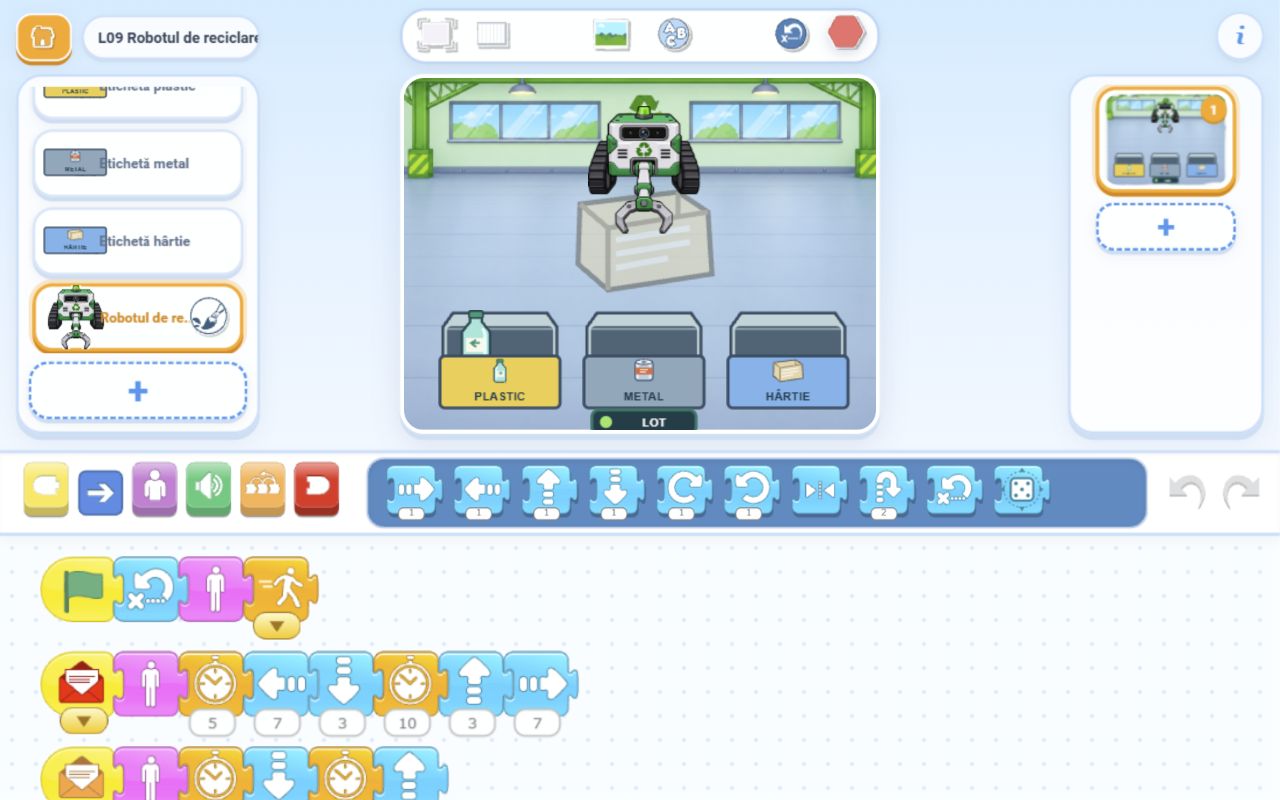 L09 Robotul de reciclare
A B C
i
PLASTIC
Etichetă plastic
METAL
Etichetă metal
HÂRTIE
Etichetă hârtie
Robotul de re...
+
PLASTIC
METAL
HÂRTIE
LOT
1
+
1 1 1 1 1 1 2
5 7 3 10 3 7